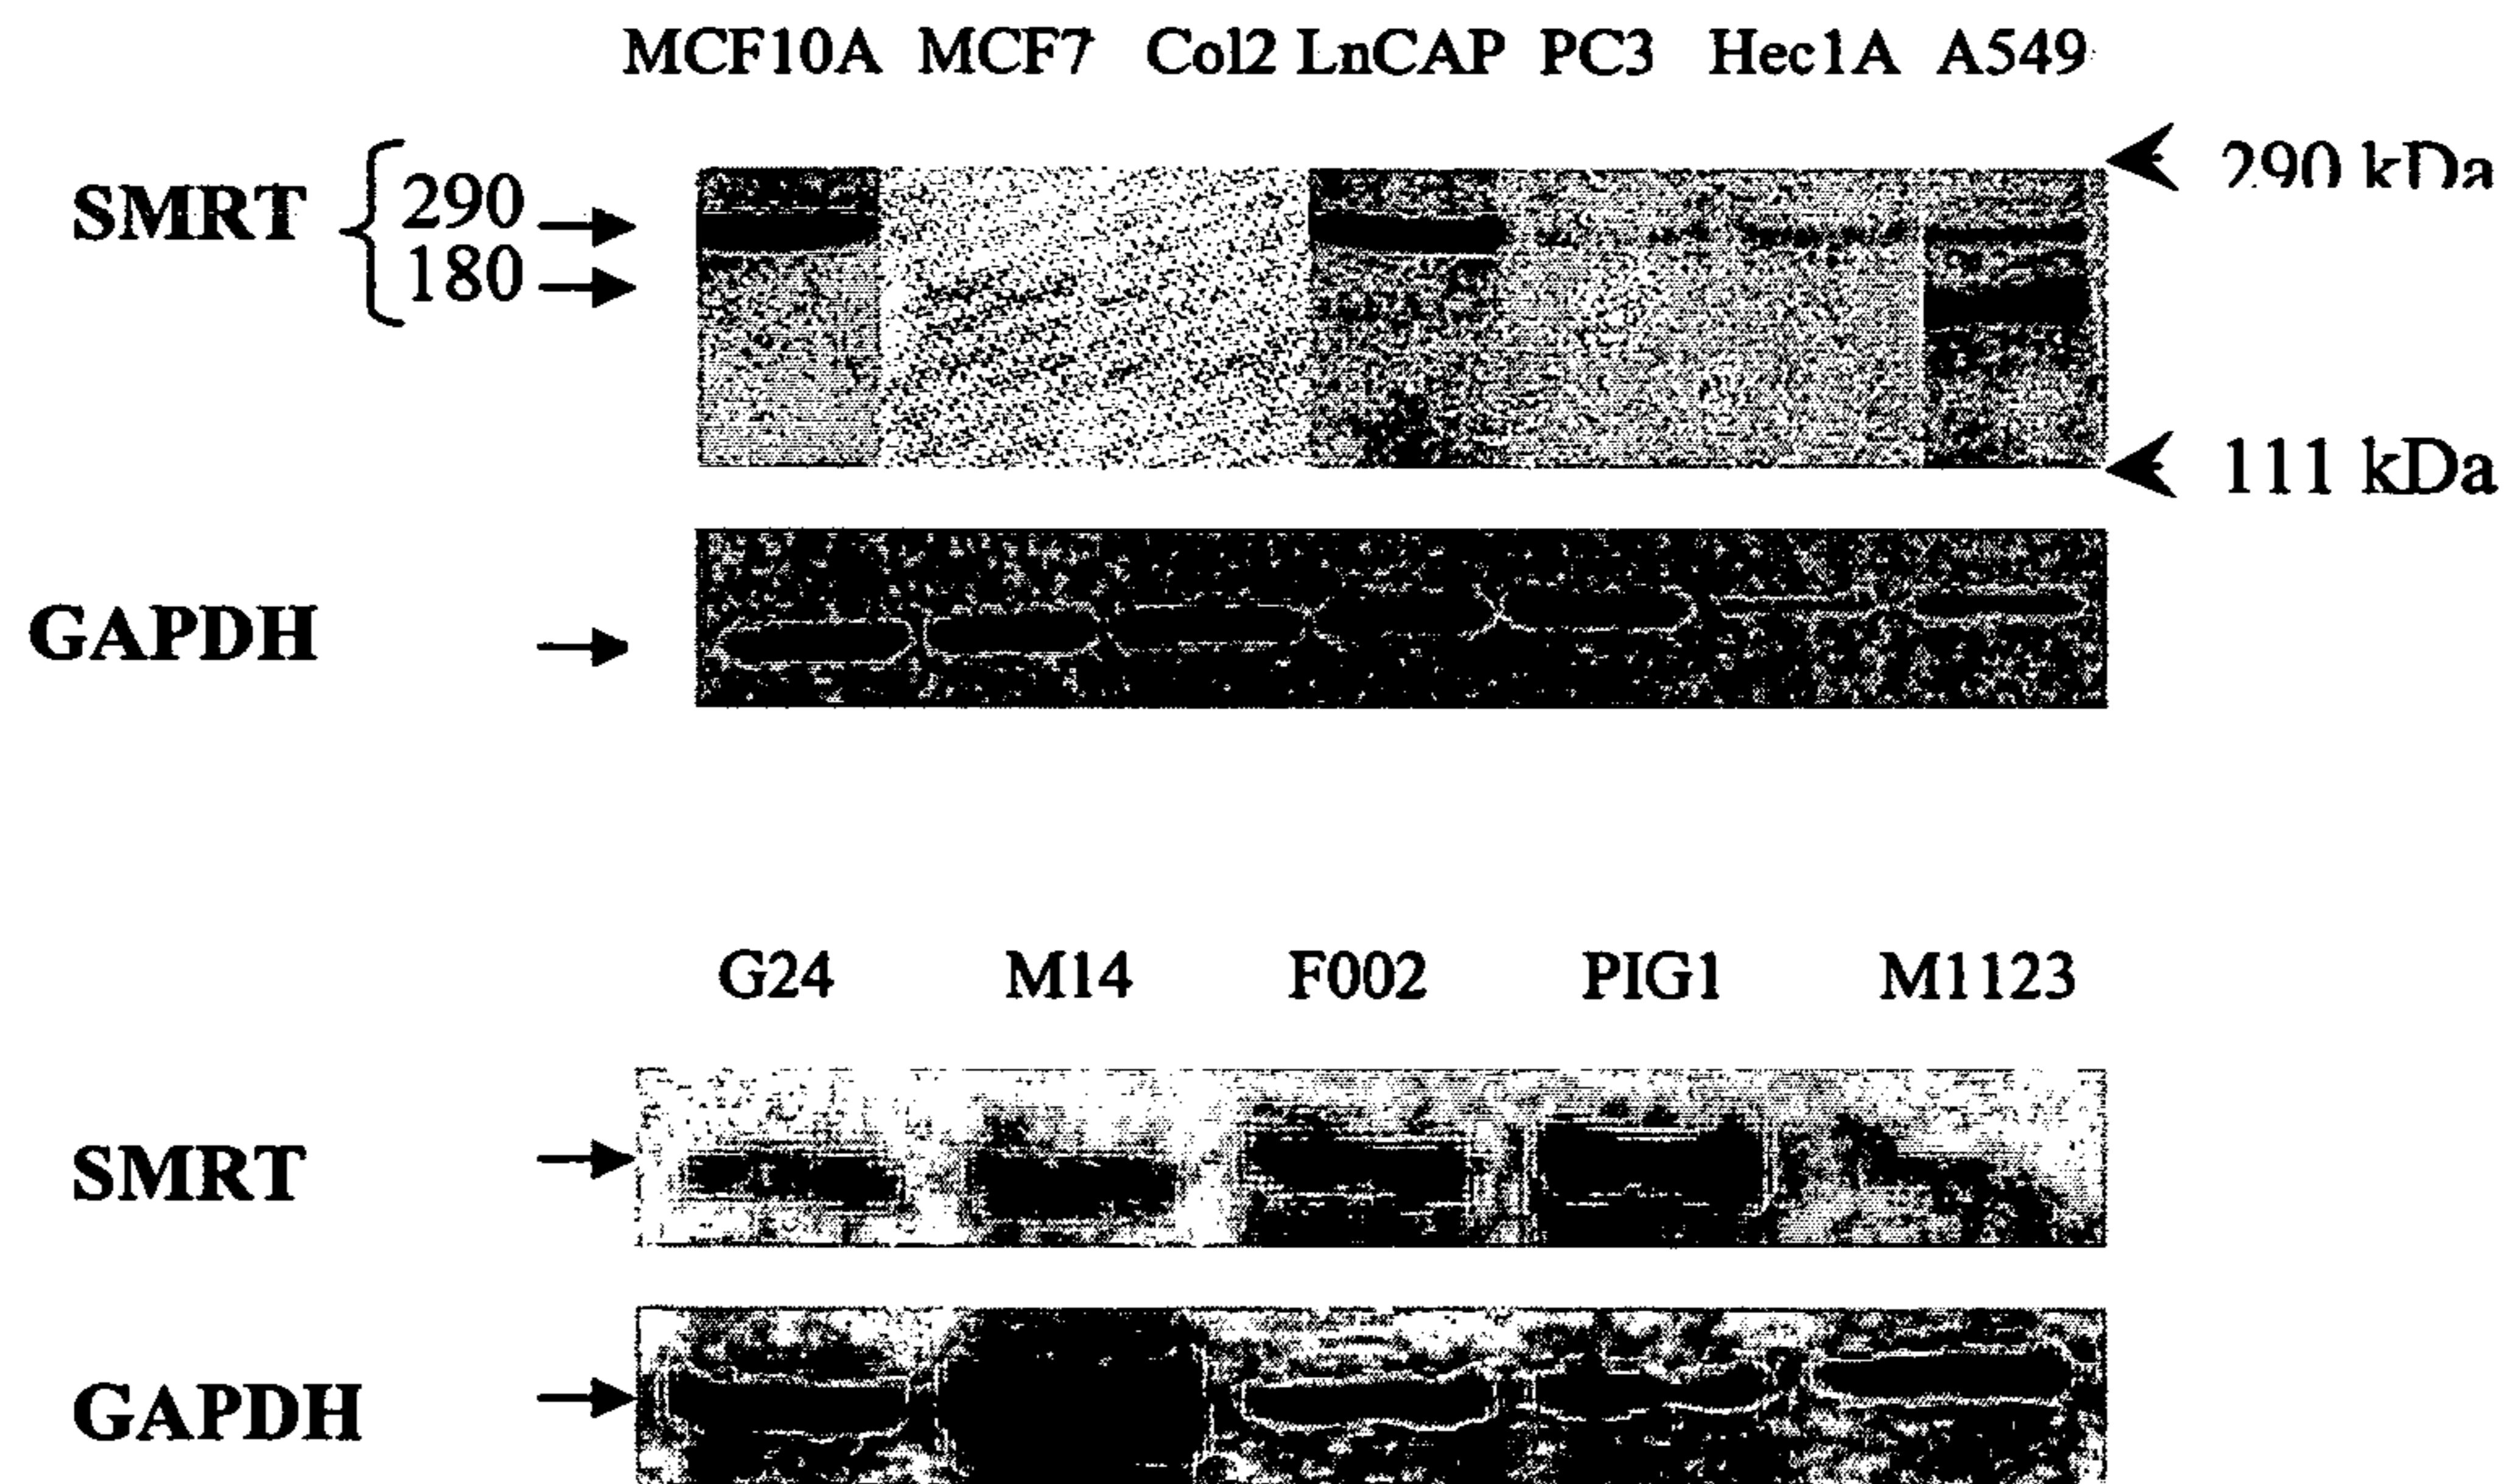 MCF10A MCF7 Col2 LnCAP PC3 Hec1A A549
290 kDa
SMRT 290
180
111 kDa
GAPDH
G24 M14 F002 PIG1 M1123
SMRT
GAPDH